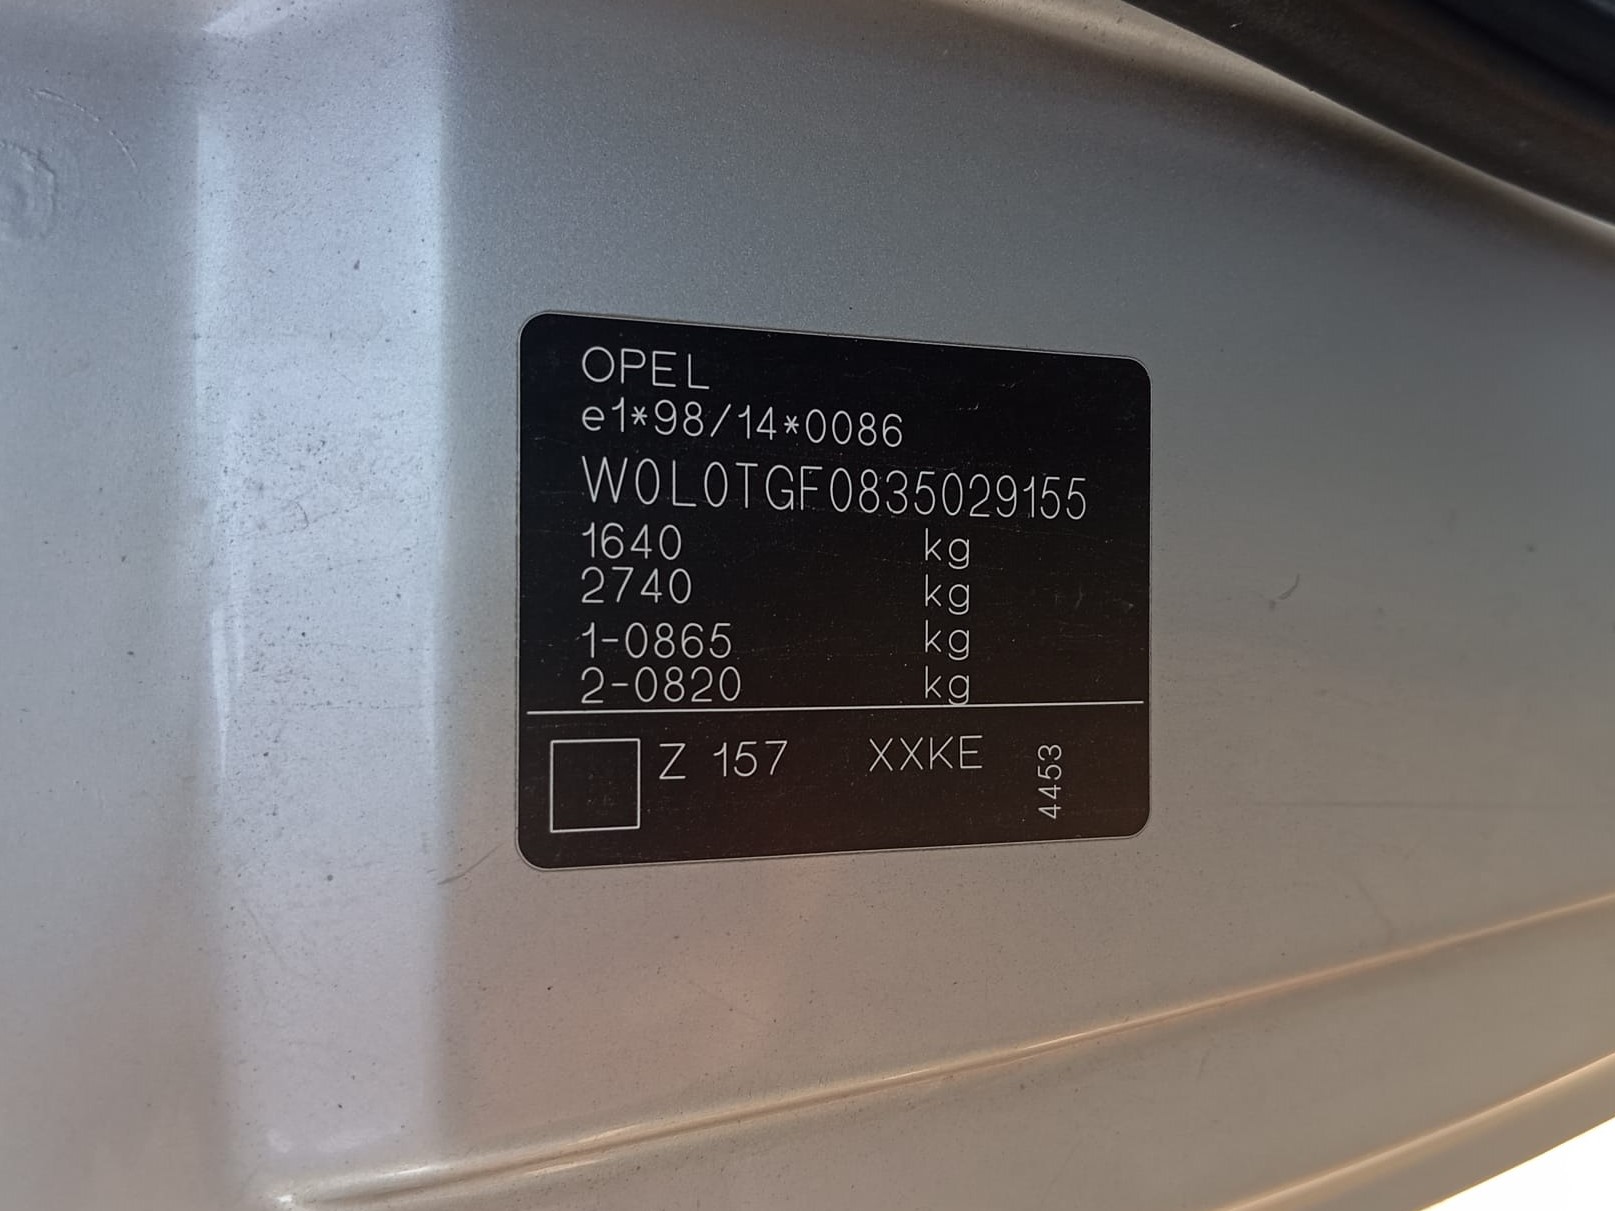 OPEL
e1*98/14*0086
W0L0TGF0835029155
1640 kg
2740 kg
1-0865 kg
2-0820 kg
Z 157 XXKE 4453